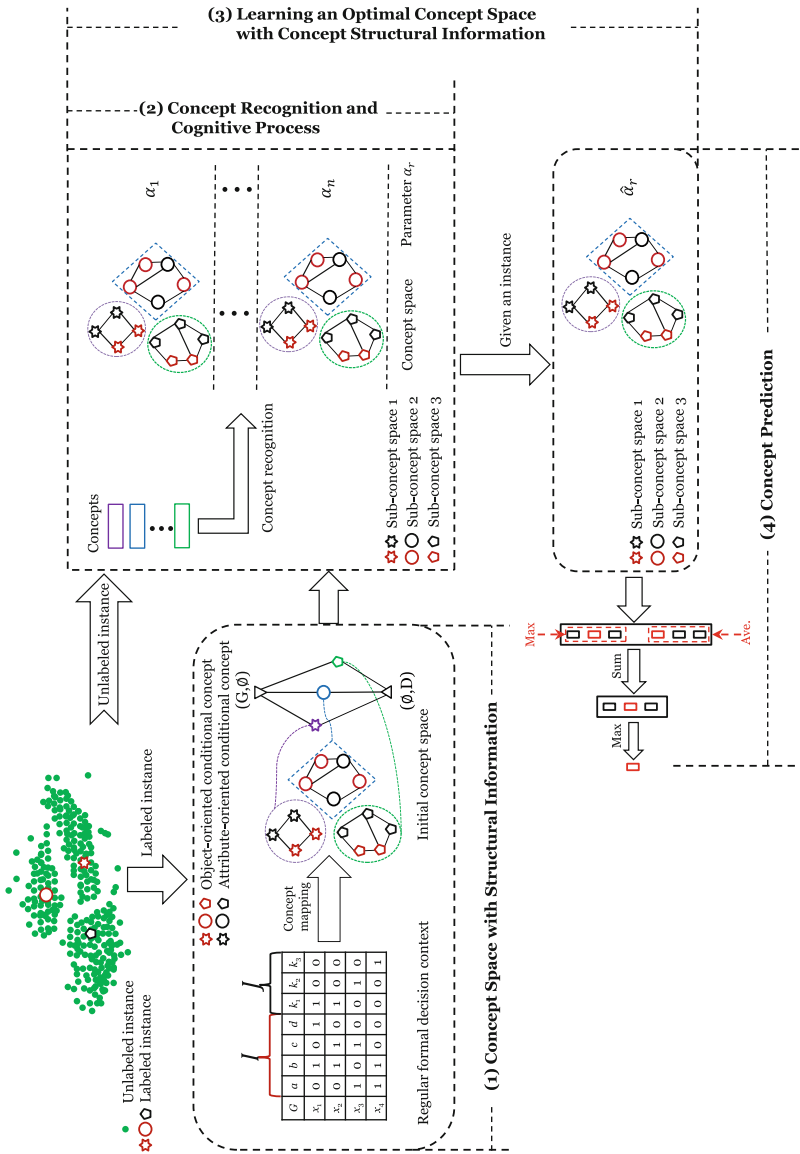 Unlabeled instance
Labeled instance
Labeled instance
Unlabeled instance
Object-oriented conditional concept
Attribute-oriented conditional concept
G a b c d k₁ k₂ k₃
x₁ 0 1 0 1 1 0 0
x₂ 0 1 1 0 1 0 0
x₃ 1 0 1 0 0 1 0
x₄ 1 1 0 0 0 0 1
Regular formal decision context
Concept
mapping
(G,∅)
(∅,D)
Initial concept space
(1) Concept Space with Structural Information
Concepts
Concept recognition
α₁
αₙ
Concept space
Parameter αᵣ
Sub-concept space 1
Sub-concept space 2
Sub-concept space 3
(2) Concept Recognition and
Cognitive Process
(3) Learning an Optimal Concept Space
with Concept Structural Information
Given an instance
α̂ᵣ
Sub-concept space 1
Sub-concept space 2
Sub-concept space 3
Max
Ave.
Sum
Max
(4) Concept Prediction